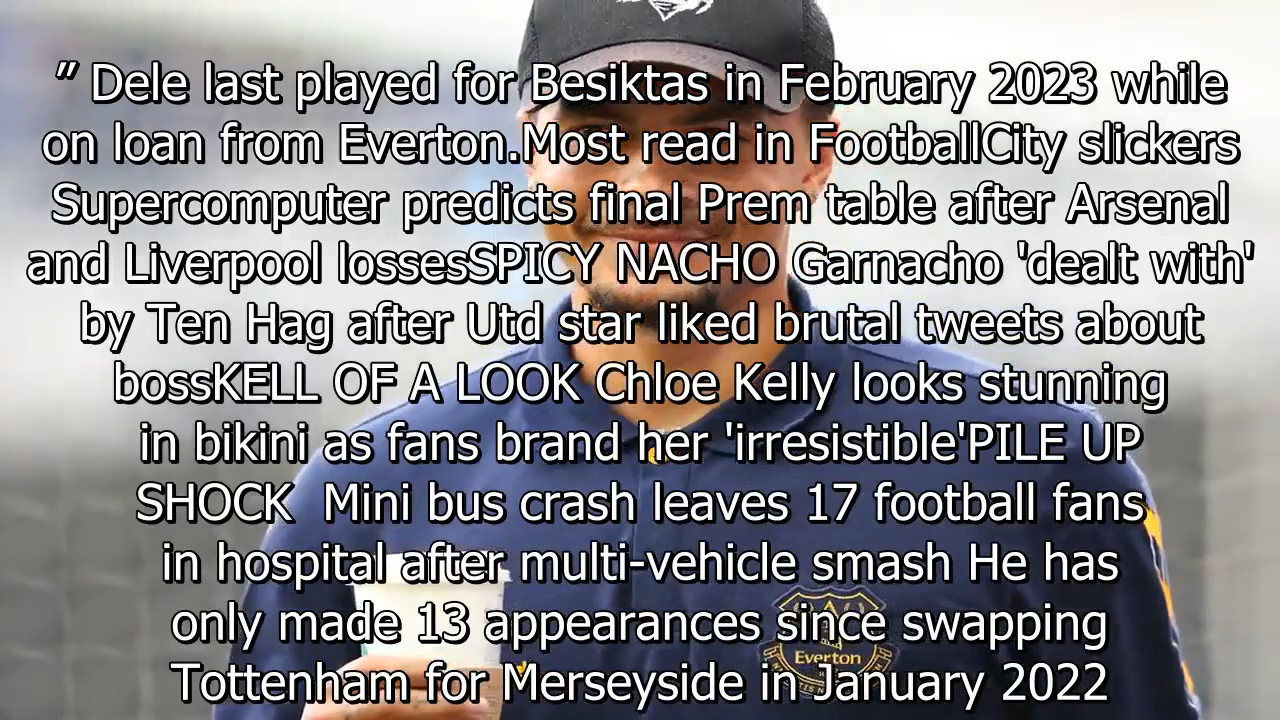 ” Dele last played for Besiktas in February 2023 while
on loan from Everton.Most read in FootballCity slickers
Supercomputer predicts final Prem table after Arsenal
and Liverpool lossesSPICY NACHO Garnacho 'dealt with'
by Ten Hag after Utd star liked brutal tweets about
bossKELL OF A LOOK Chloe Kelly looks stunning
in bikini as fans brand her 'irresistible'PILE UP
SHOCK  Mini bus crash leaves 17 football fans
in hospital after multi-vehicle smash He has
only made 13 appearances since swapping
Everton
Tottenham for Merseyside in January 2022